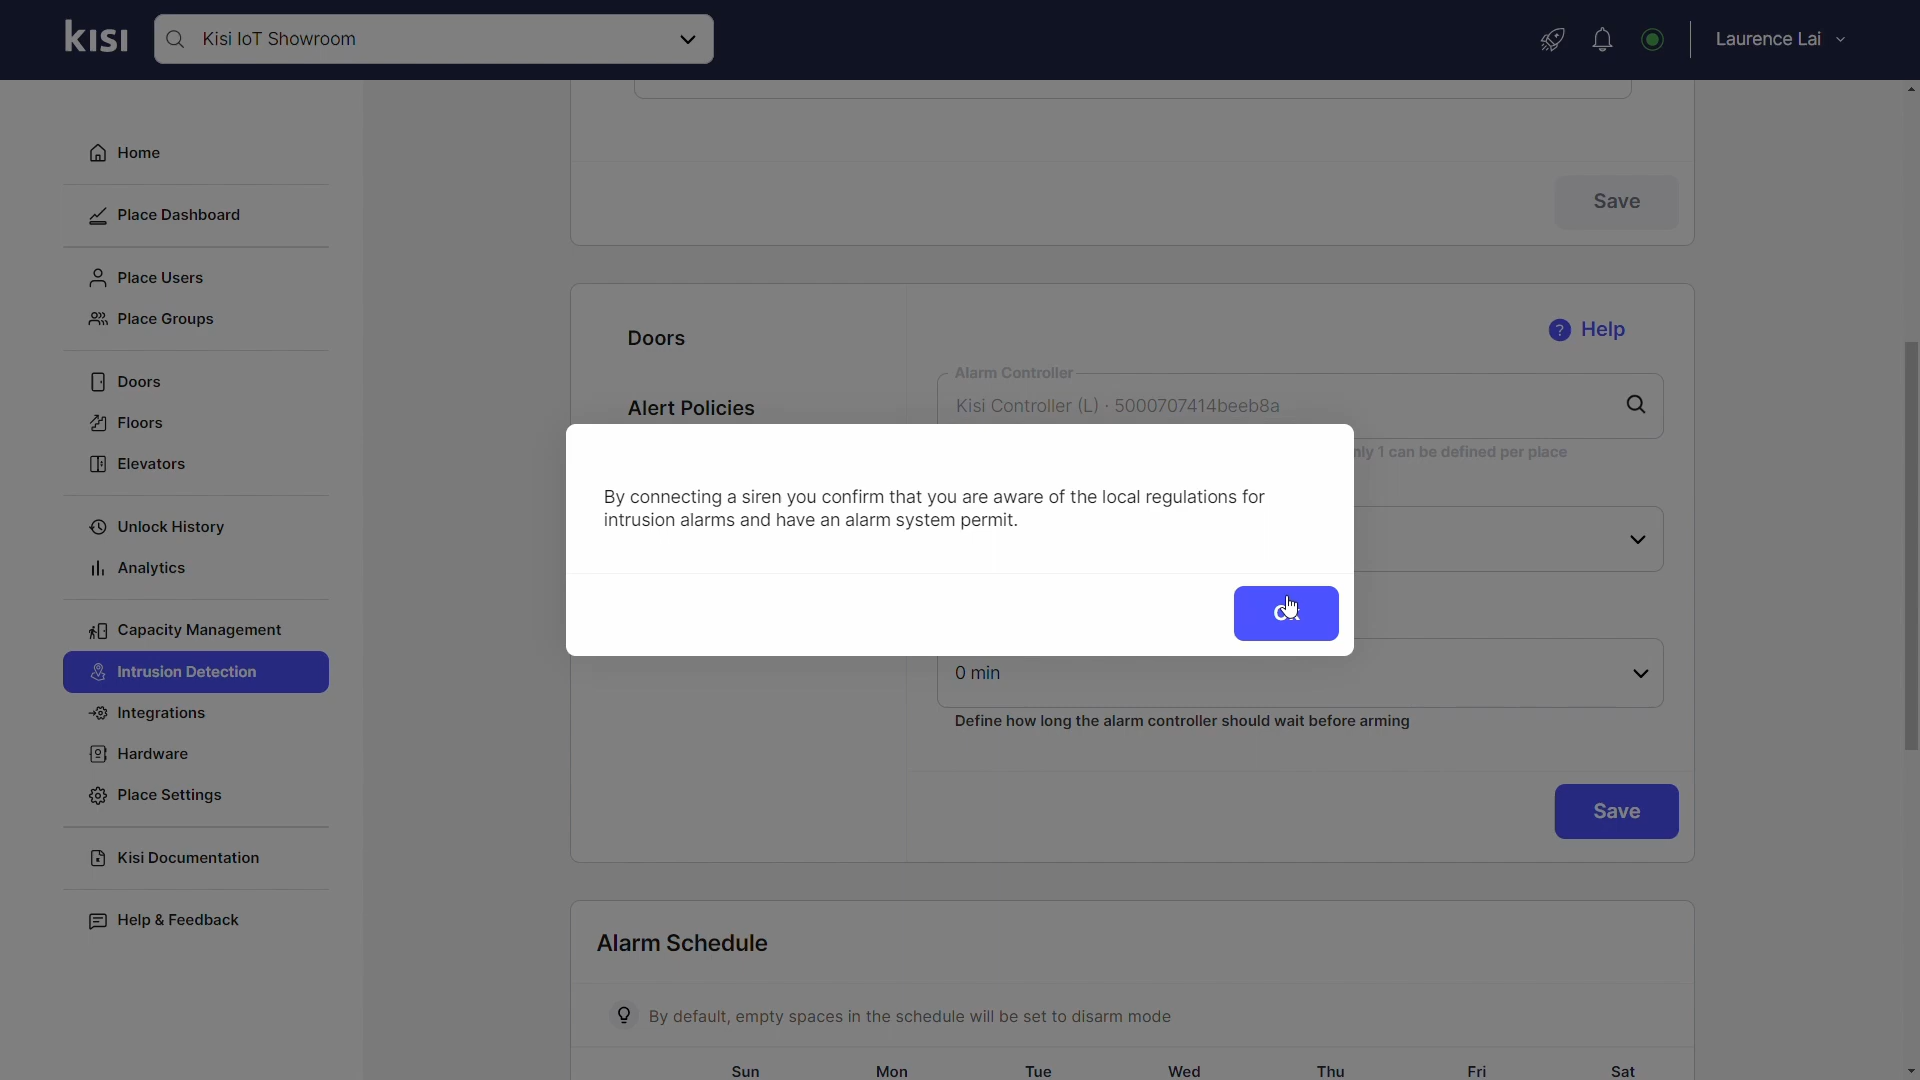 kisi
Kisi IoT Showroom
Laurence Lai
Home
Place Dashboard
Place Users
Place Groups
Doors
Floors
Elevators
Unlock History
Analytics
Capacity Management
Intrusion Detection
Integrations
Hardware
Place Settings
Kisi Documentation
Help & Feedback
Save
Doors
Alert Policies
? Help
Alarm Controller
Kisi Controller (L) · 5000707414beeb8a
1 can be defined per place
By connecting a siren you confirm that you are aware of the local regulations for
intrusion alarms and have an alarm system permit.
0 min
Define how long the alarm controller should wait before arming
Save
Alarm Schedule
By default, empty spaces in the schedule will be set to disarm mode
Sun Mon Tue Wed Thu Fri Sat